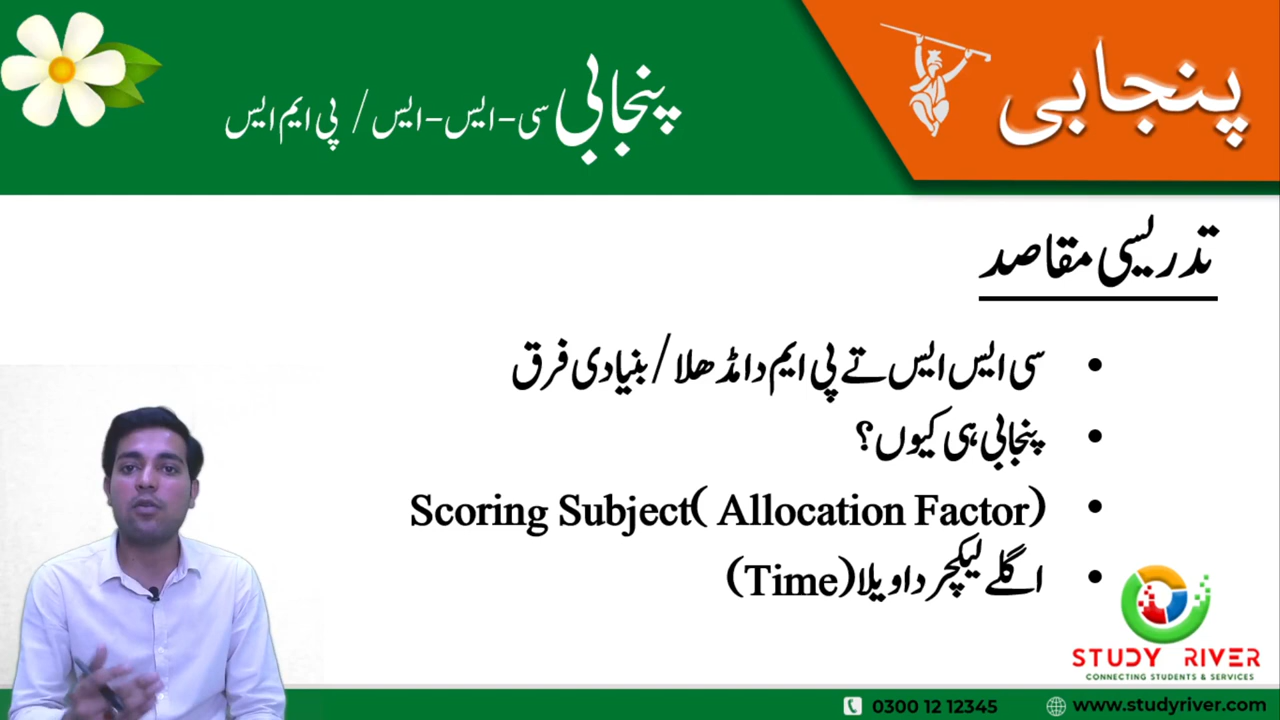 پنجابی
پنجابی سی-ایس-ایس / پی ایم ایس
تدریسی مقاصد
• سی ایس ایس تے پی ایم دا مڈھلا/بنیادی فرق
• پنجابی ہی کیوں؟
• Scoring Subject( Allocation Factor)
• اگلے لیکچر دا ویلا(Time)
STUDY RIVER
CONNECTING STUDENTS & SERVICES
0300 12 12345
www.studyriver.com